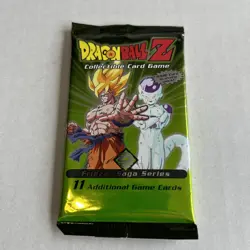 DRAGON BALL Z
Collectible Card Game
Frieza Saga Series
11 Additional Game Cards